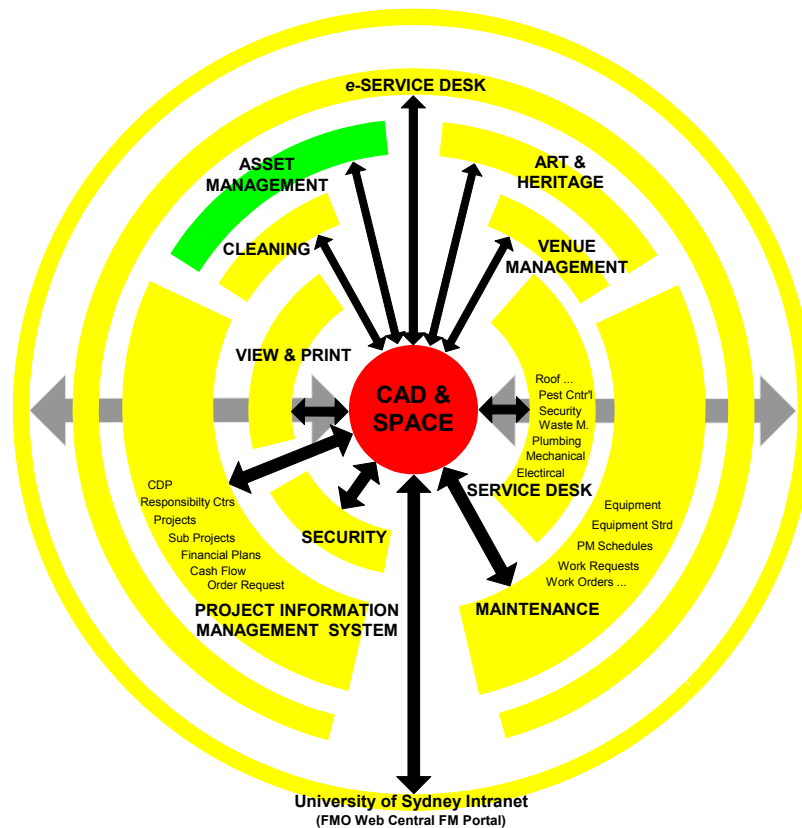 e-SERVICE DESK
ASSET
MANAGEMENT
ART &
HERITAGE
CLEANING
VENUE
MANAGEMENT
VIEW & PRINT
CAD &
SPACE
Roof ...
Pest Cntr'l
Security
Waste M.
Plumbing
Mechanical
Electircal
SERVICE DESK
CDP
Responsibilty Ctrs
Projects
Sub Projects
Financial Plans
Cash Flow
Order Request
SECURITY
Equipment
Equipment Strd
PM Schedules
Work Requests
Work Orders ...
PROJECT INFORMATION
MANAGEMENT SYSTEM
MAINTENANCE
University of Sydney Intranet
(FMO Web Central FM Portal)